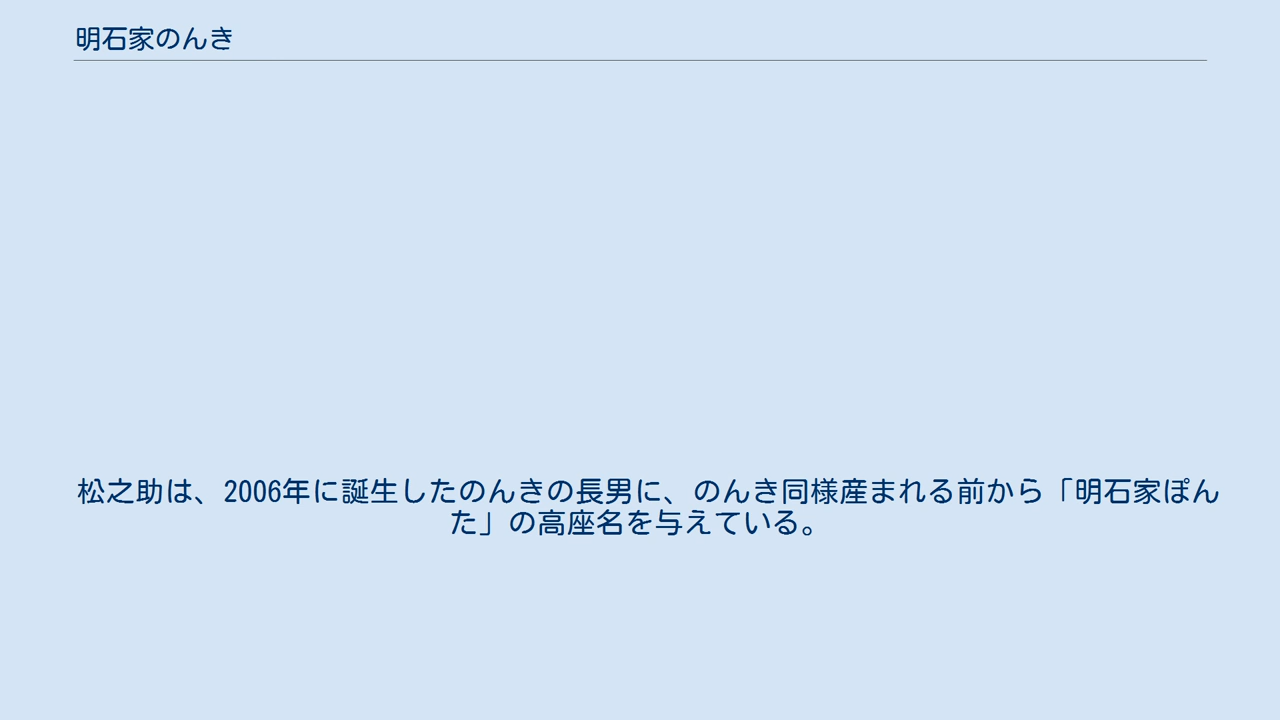 明石家のんき
松之助は、2006年に誕生したのんきの長男に、のんき同様産まれる前から「明石家ぽん
た」の高座名を与えている。